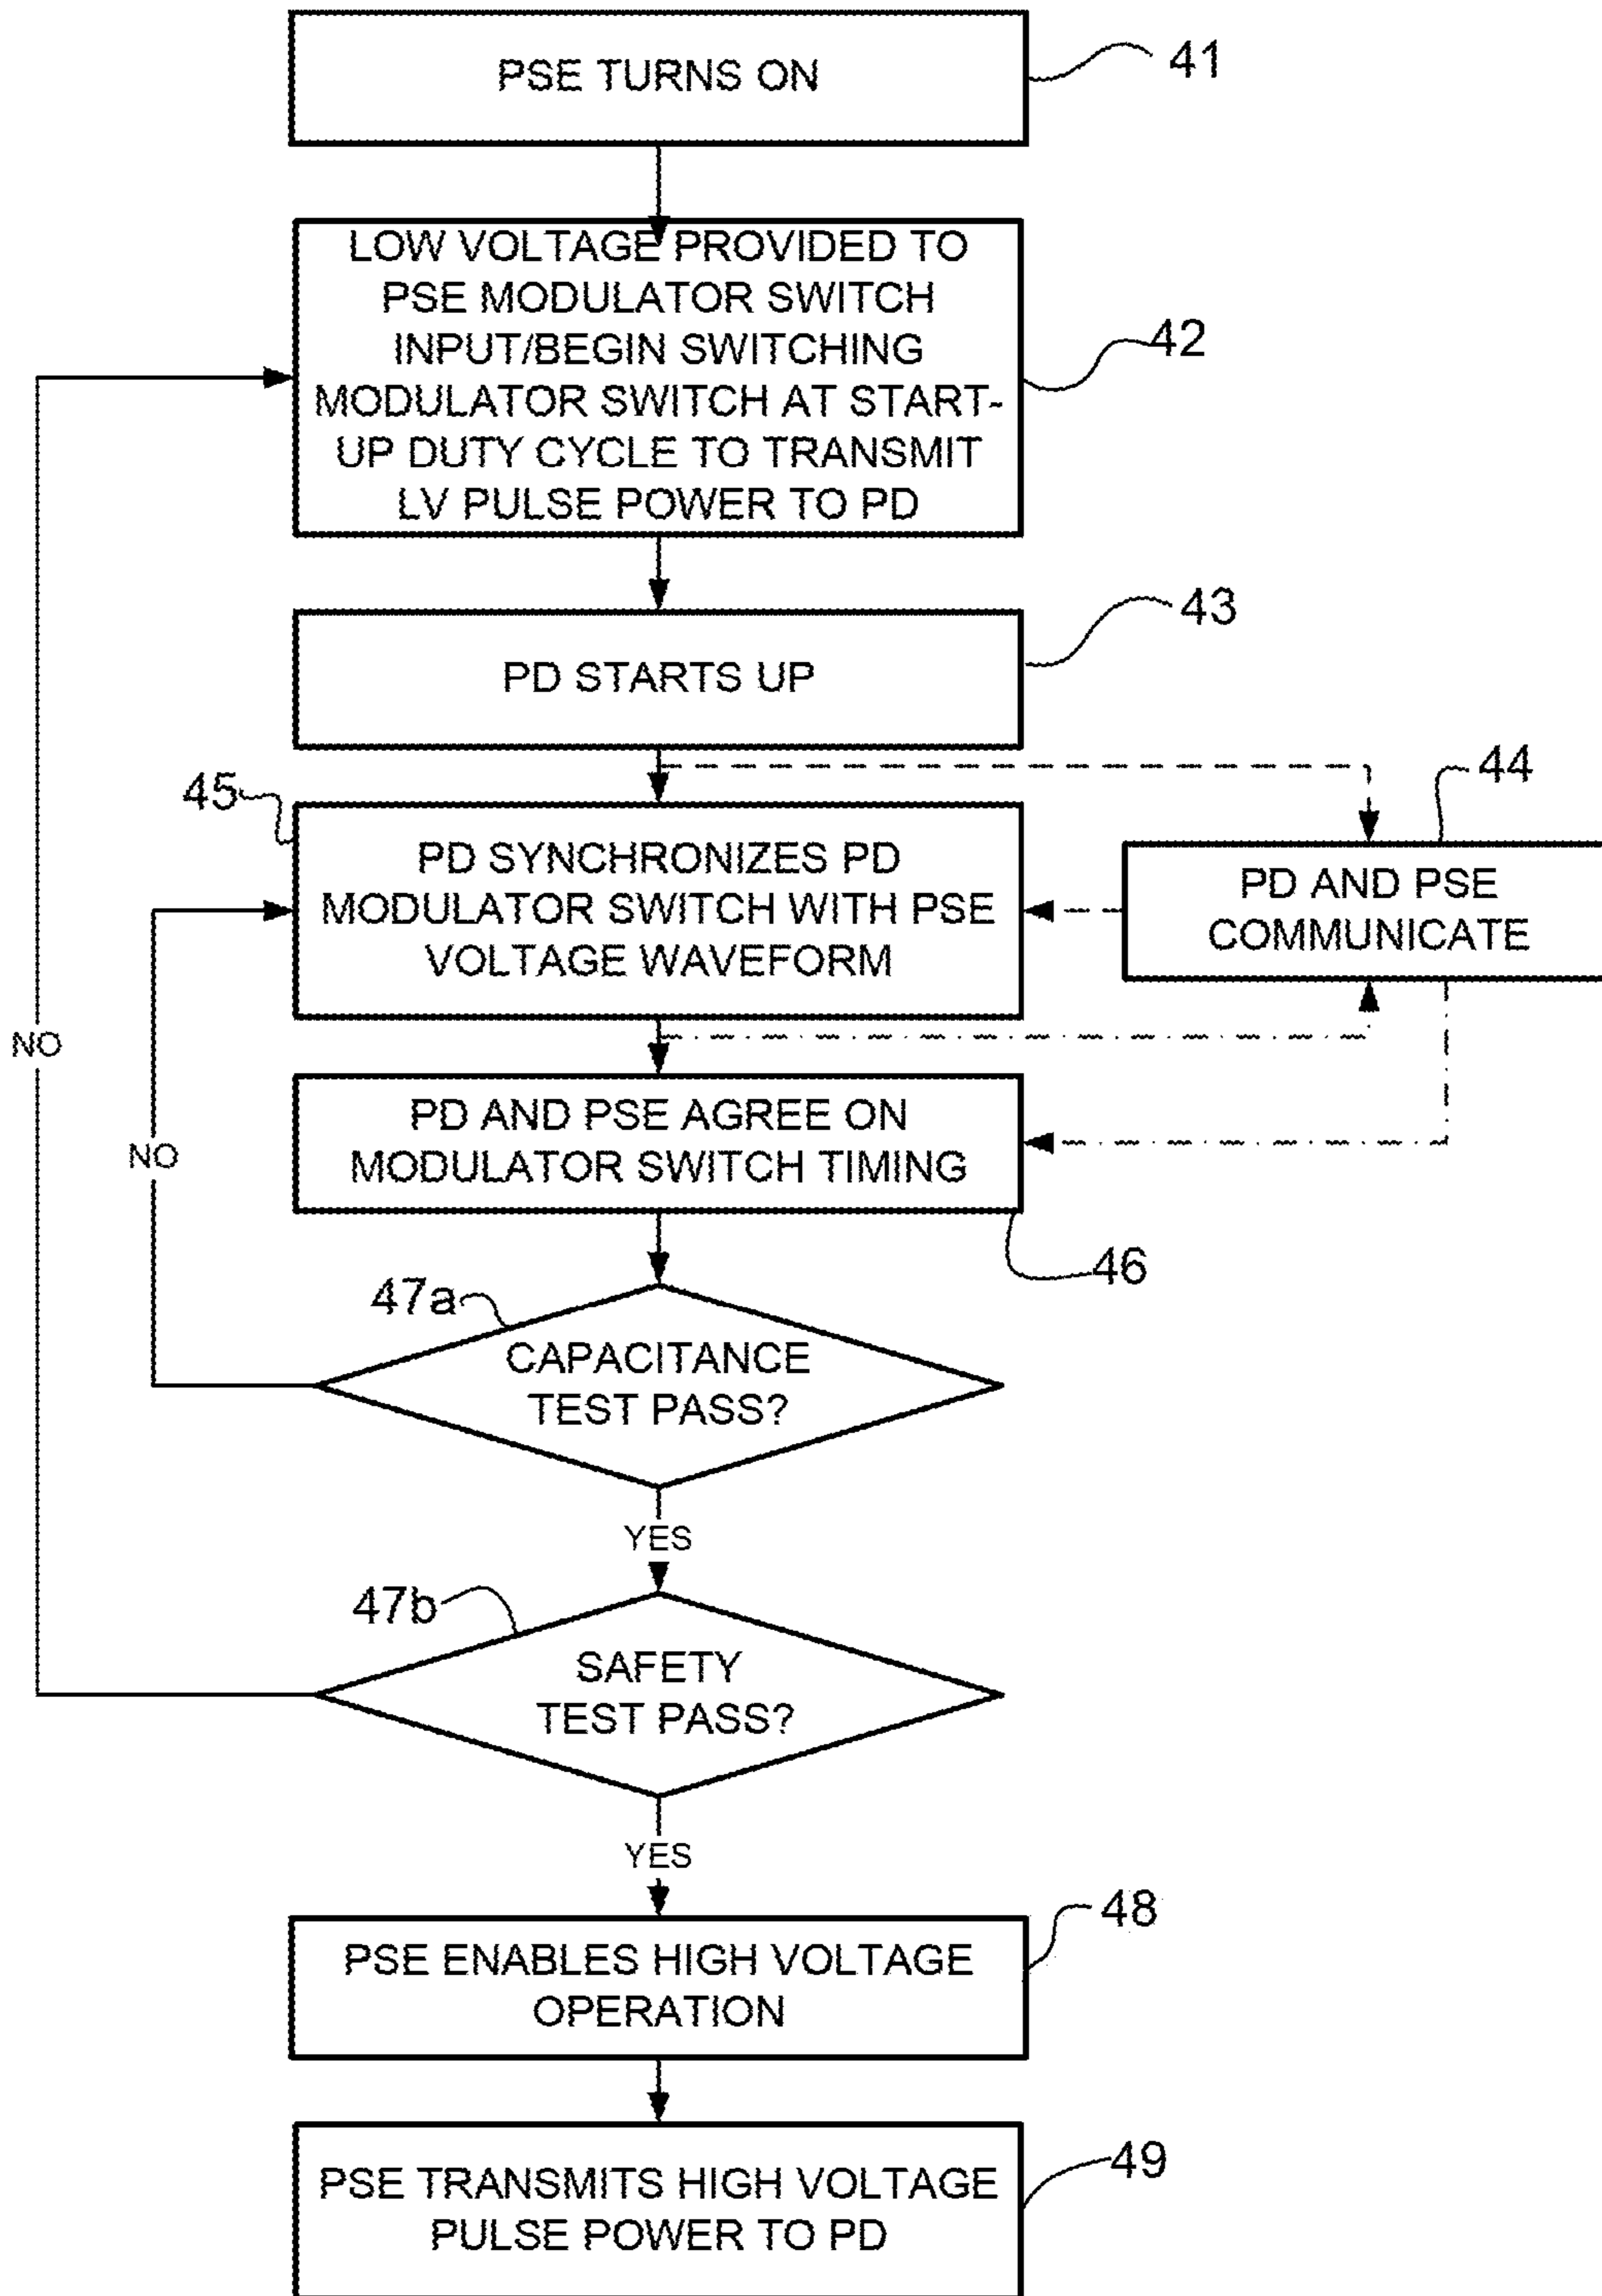 PSE TURNS ON
41
LOW VOLTAGE PROVIDED TO
PSE MODULATOR SWITCH
INPUT/BEGIN SWITCHING
MODULATOR SWITCH AT START-
UP DUTY CYCLE TO TRANSMIT
LV PULSE POWER TO PD
42
PD STARTS UP
43
45
PD SYNCHRONIZES PD
MODULATOR SWITCH WITH PSE
VOLTAGE WAVEFORM
44
PD AND PSE
COMMUNICATE
NO
PD AND PSE AGREE ON
MODULATOR SWITCH TIMING
NO
46
47a
CAPACITANCE
TEST PASS?
YES
47b
SAFETY
TEST PASS?
YES
48
PSE ENABLES HIGH VOLTAGE
OPERATION
PSE TRANSMITS HIGH VOLTAGE
PULSE POWER TO PD
49